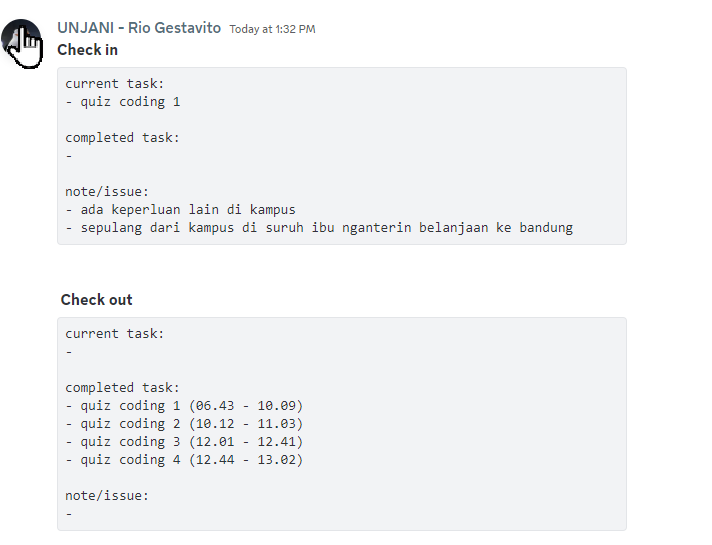 UNJANI - Rio Gestavito Today at 1:32 PM
Check in
current task:
- quiz coding 1
completed task:
-
note/issue:
- ada keperluan lain di kampus
- sepulang dari kampus di suruh ibu nganterin belanjaan ke bandung
Check out
current task:
-
completed task:
- quiz coding 1 (06.43 - 10.09)
- quiz coding 2 (10.12 - 11.03)
- quiz coding 3 (12.01 - 12.41)
- quiz coding 4 (12.44 - 13.02)
note/issue:
-